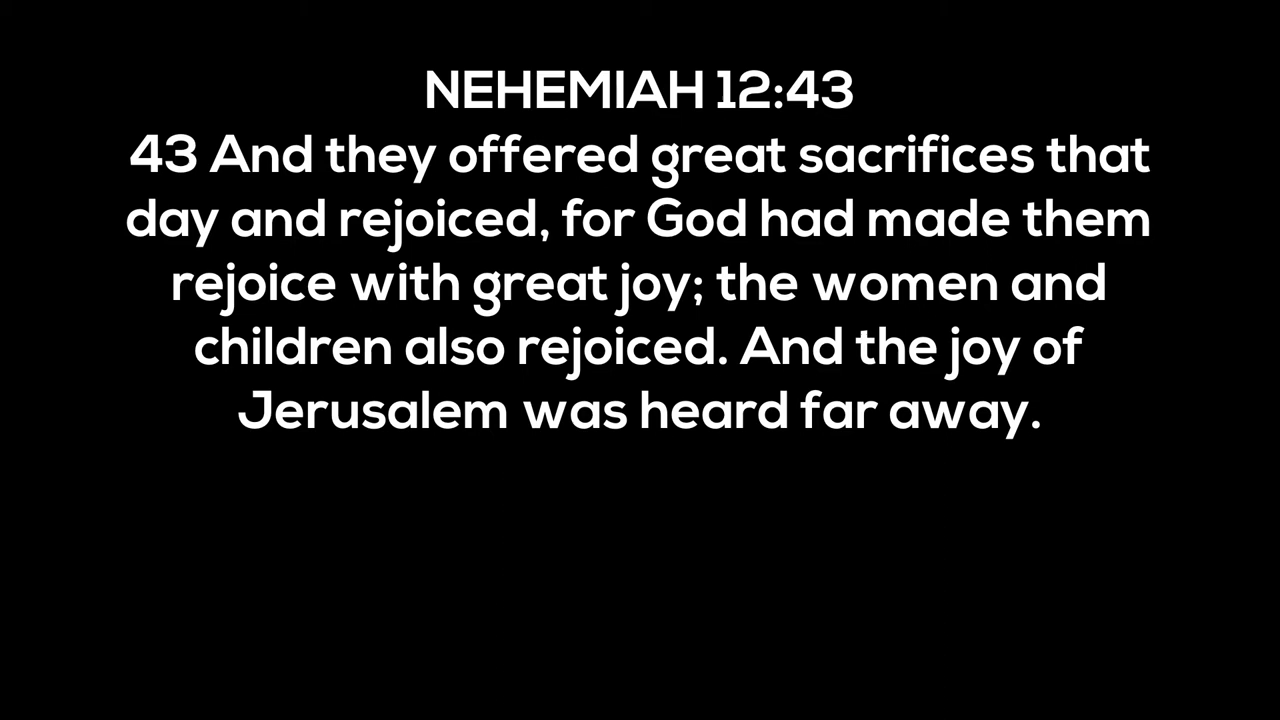 NEHEMIAH 12:43
43 And they offered great sacrifices that
day and rejoiced, for God had made them
rejoice with great joy; the women and
children also rejoiced. And the joy of
Jerusalem was heard far away.